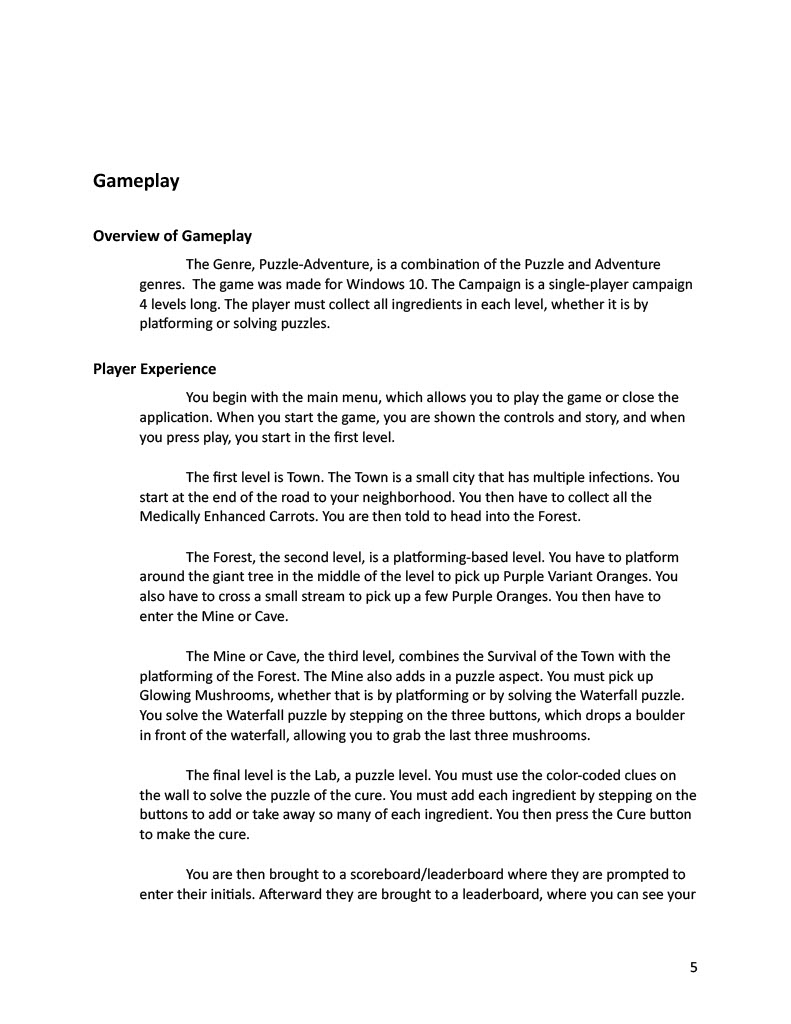 Gameplay
Overview of Gameplay
The Genre, Puzzle-Adventure, is a combination of the Puzzle and Adventure
genres.  The game was made for Windows 10. The Campaign is a single-player campaign
4 levels long. The player must collect all ingredients in each level, whether it is by
platforming or solving puzzles.
Player Experience
You begin with the main menu, which allows you to play the game or close the
application. When you start the game, you are shown the controls and story, and when
you press play, you start in the first level.
The first level is Town. The Town is a small city that has multiple infections. You
start at the end of the road to your neighborhood. You then have to collect all the
Medically Enhanced Carrots. You are then told to head into the Forest.
The Forest, the second level, is a platforming-based level. You have to platform
around the giant tree in the middle of the level to pick up Purple Variant Oranges. You
also have to cross a small stream to pick up a few Purple Oranges. You then have to
enter the Mine or Cave.
The Mine or Cave, the third level, combines the Survival of the Town with the
platforming of the Forest. The Mine also adds in a puzzle aspect. You must pick up
Glowing Mushrooms, whether that is by platforming or by solving the Waterfall puzzle.
You solve the Waterfall puzzle by stepping on the three buttons, which drops a boulder
in front of the waterfall, allowing you to grab the last three mushrooms.
The final level is the Lab, a puzzle level. You must use the color-coded clues on
the wall to solve the puzzle of the cure. You must add each ingredient by stepping on the
buttons to add or take away so many of each ingredient. You then press the Cure button
to make the cure.
You are then brought to a scoreboard/leaderboard where they are prompted to
enter their initials. Afterward they are brought to a leaderboard, where you can see your
5